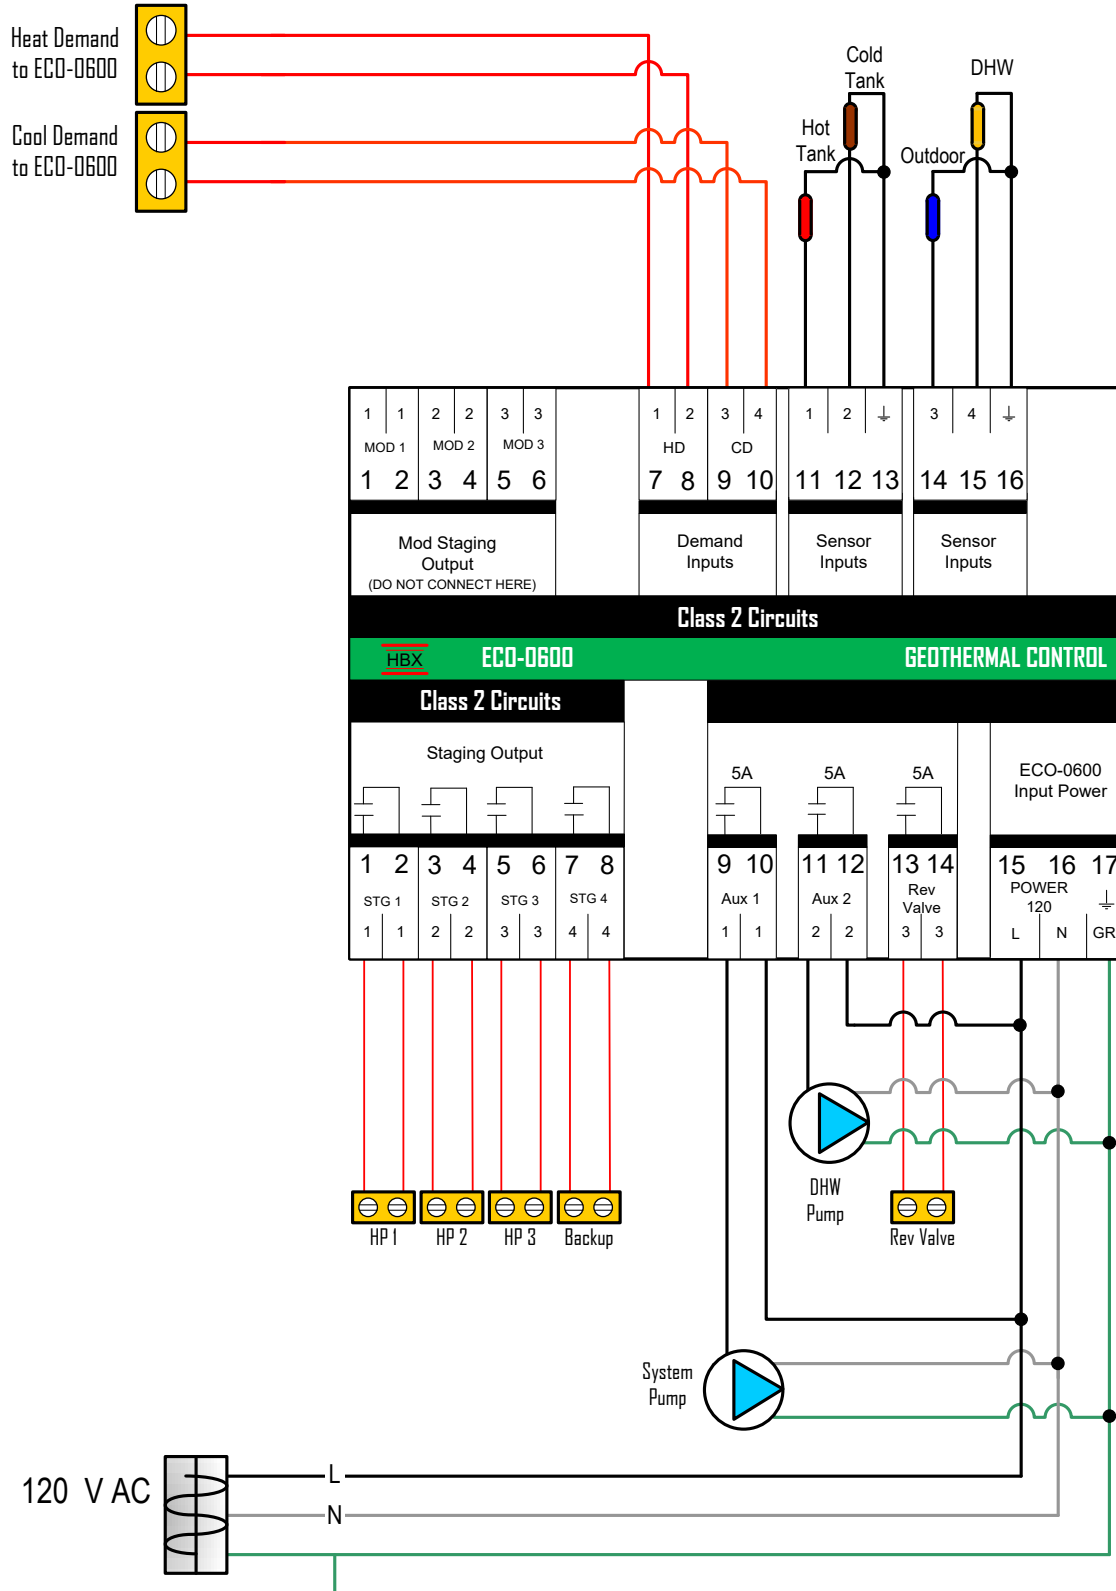 Heat Demand
to ECO-0600
Cool Demand
to ECO-0600
Cold
Tank
DHW
Hot
Tank
Outdoor
1 1 2 2 3 3
MOD 1 MOD 2 MOD 3
1 2 3 4 5 6
1 2 3 4
HD CD
7 8 9 10
1 2
11 12 13
3 4
14 15 16
Mod Staging
Output
(DO NOT CONNECT HERE)
Demand
Inputs
Sensor
Inputs
Sensor
Inputs
Class 2 Circuits
HBX ECO-0600 GEOTHERMAL CONTROL
Class 2 Circuits
Staging Output
5A 5A 5A
ECO-0600
Input Power
1 2 3 4 5 6 7 8
STG 1 STG 2 STG 3 STG 4
1 1 2 2 3 3 4 4
9 10
Aux 1
1 1
11 12
Aux 2
2 2
13 14
Rev
Valve
3 3
15 16 17
POWER
120
L N GR
DHW
Pump
HP 1 HP 2 HP 3 Backup
Rev Valve
System
Pump
120 V AC
L
N